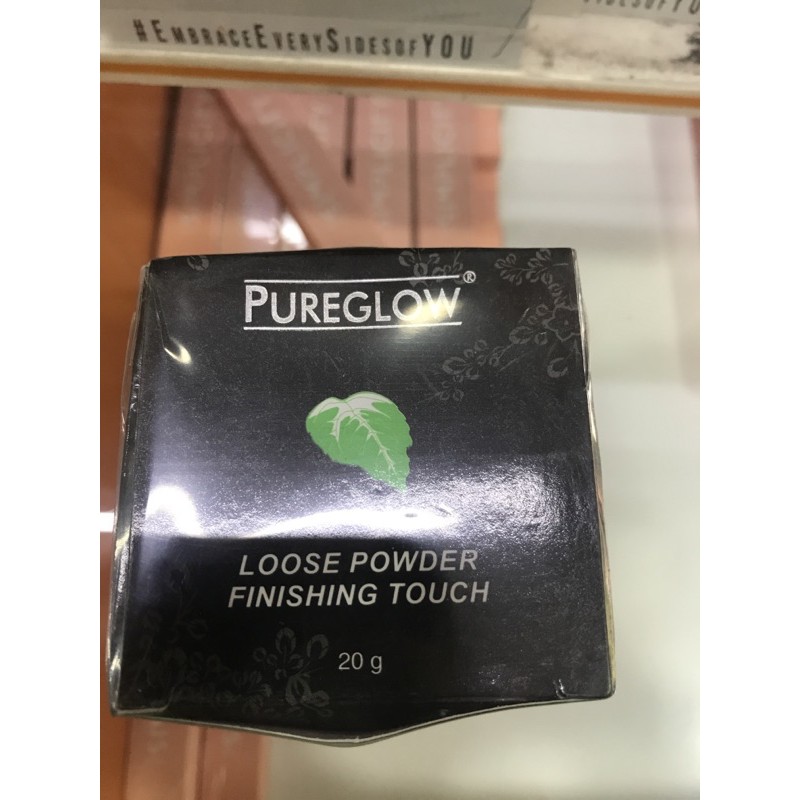 #EMBRACEEVERYSIDESOFYOU
PUREGLOW®
LOOSE POWDER
FINISHING TOUCH
20 g